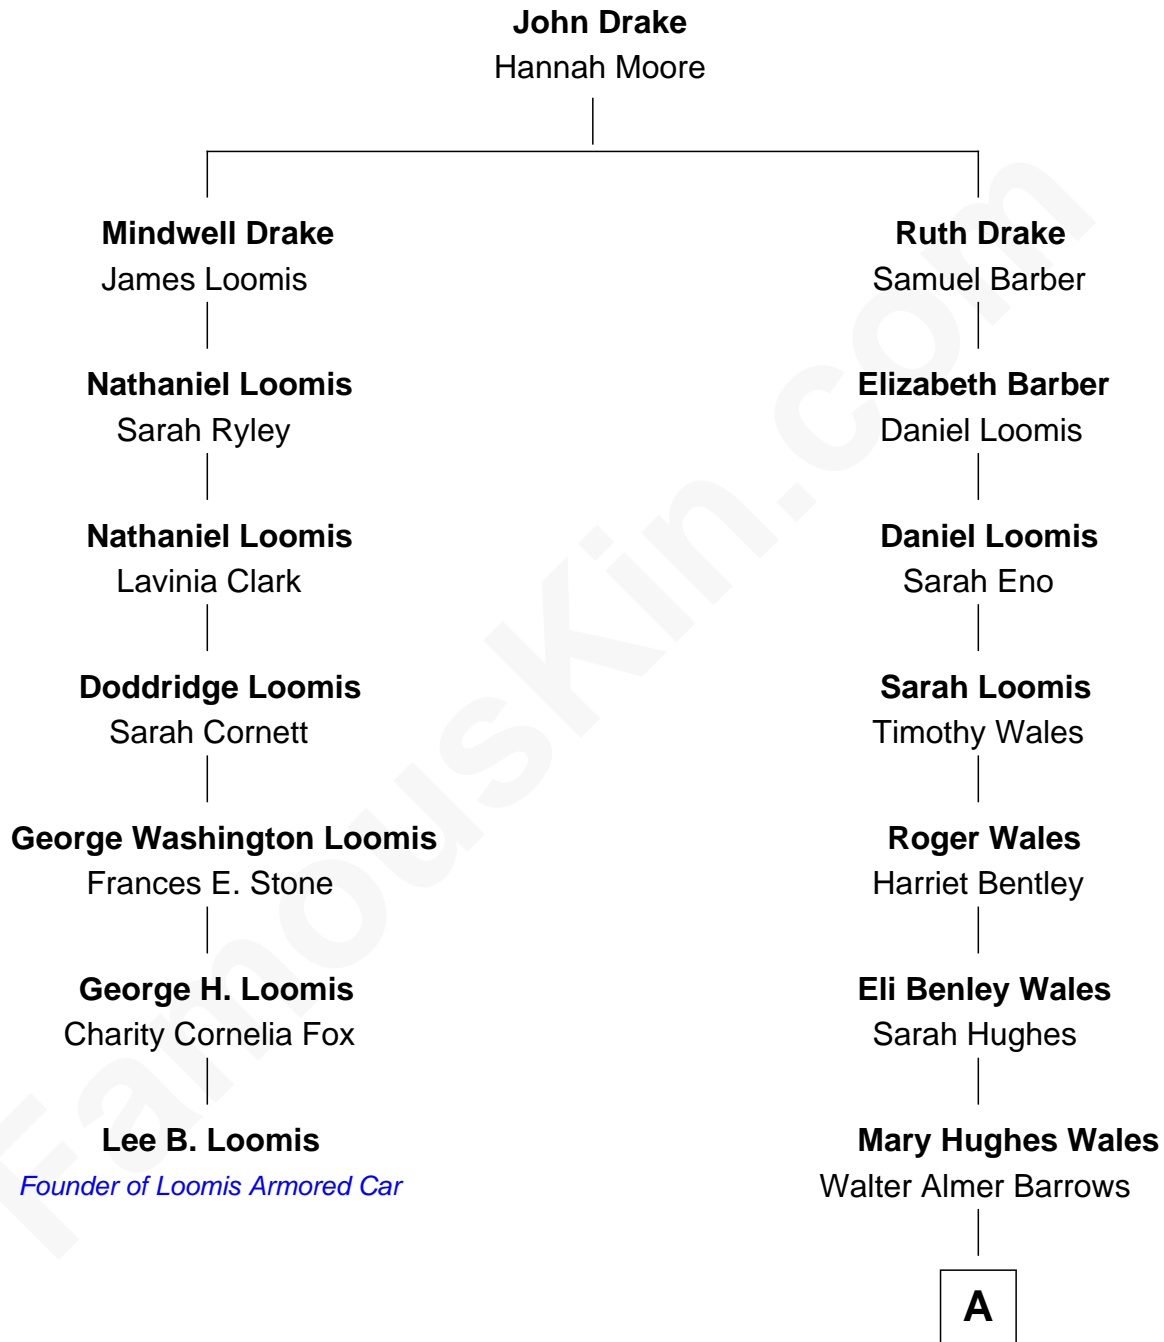 John Drake
Hannah Moore
Mindwell Drake
James Loomis
Nathaniel Loomis
Sarah Ryley
Nathaniel Loomis
Lavinia Clark
Doddridge Loomis
Sarah Cornett
George Washington Loomis
Frances E. Stone
George H. Loomis
Charity Cornelia Fox
Lee B. Loomis
Founder of Loomis Armored Car
Ruth Drake
Samuel Barber
Elizabeth Barber
Daniel Loomis
Daniel Loomis
Sarah Eno
Sarah Loomis
Timothy Wales
Roger Wales
Harriet Bentley
Eli Benley Wales
Sarah Hughes
Mary Hughes Wales
Walter Almer Barrows
A
FamousKin.com